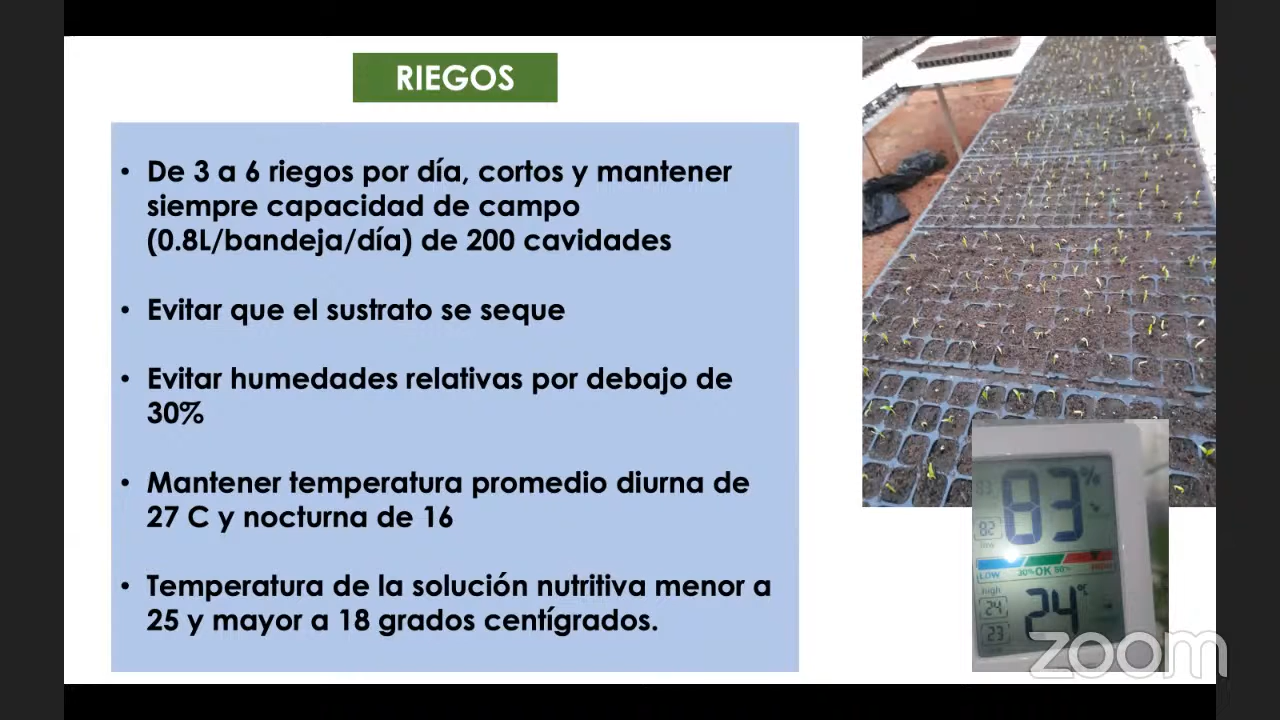 RIEGOS
• De 3 a 6 riegos por día, cortos y mantener
siempre capacidad de campo
(0.8L/bandeja/día) de 200 cavidades
• Evitar que el sustrato se seque
• Evitar humedades relativas por debajo de
30%
• Mantener temperatura promedio diurna de
27 C y nocturna de 16
• Temperatura de la solución nutritiva menor a
25 y mayor a 18 grados centígrados.
83%
82
LOW 30% OK 60%
high
24 24°C
23
zoom